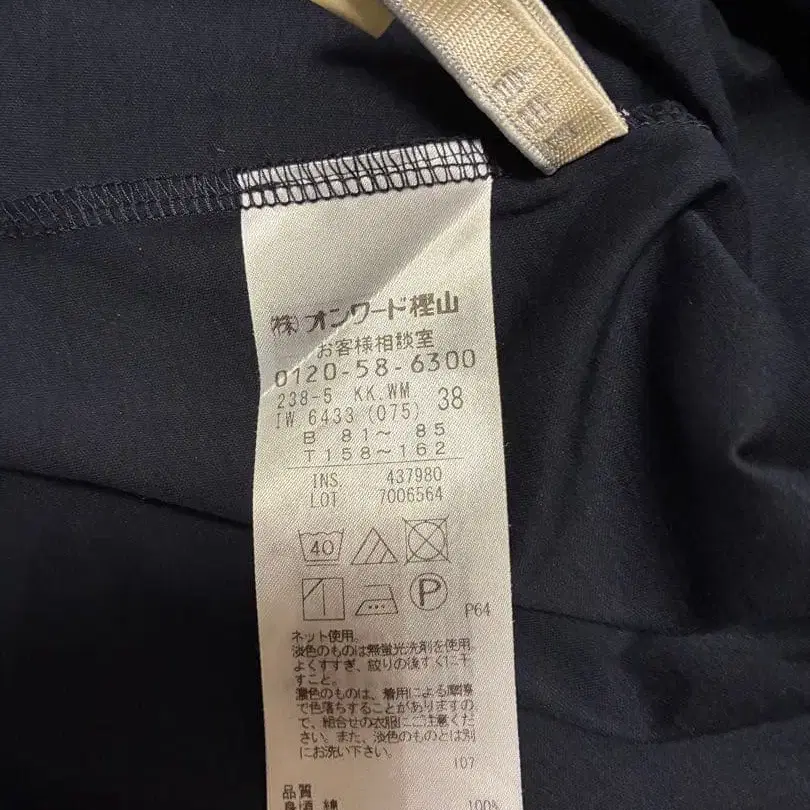 ㈱オンワード樫山
お客様相談室
0120-58-6300
238-5 KK.WM
IW 6433 (075) 38
B 81～ 85
T158～162
INS. 437980
LOT 7006564
40
P
P64
ネット使用。
淡色のものは無蛍光洗剤を使用
よくすすぎ、絞りの後すぐに干
すこと。
濃色のものは、着用による摩擦
で色落ちすることがありますの
で、組合せの衣服にご注意くださ
い。また、淡色のものとは別
にお洗い下さい。
107
品質
身頃 綿 100%